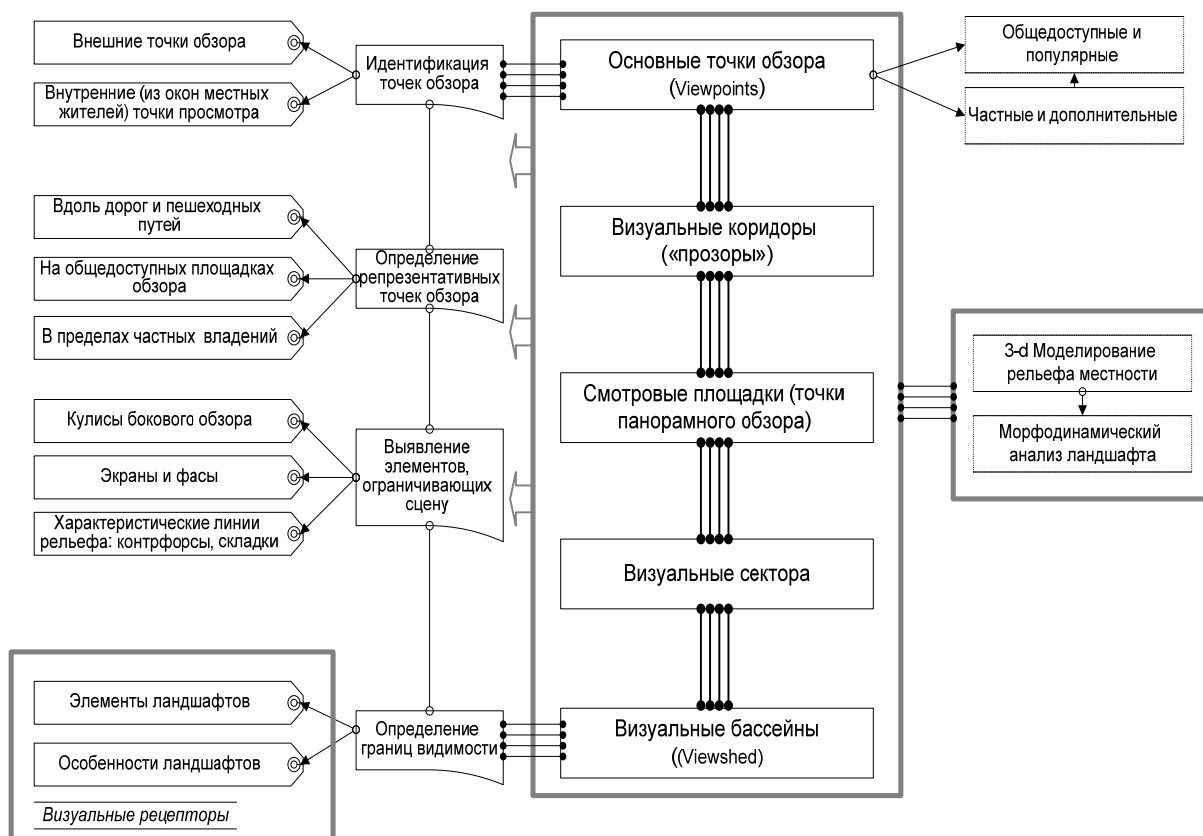 Внешние точки обзора
Внутренние (из окон местных
жителей) точки просмотра
Идентификация
точек обзора
Основные точки обзора
(Viewpoints)
Общедоступные и
популярные
Частные и дополнительные
Вдоль дорог и пешеходных
путей
На общедоступных площадках
обзора
В пределах частных владений
Определение
репрезентативных
точек обзора
Визуальные коридоры
(«прозоры»)
Кулисы бокового обзора
Экраны и фасы
Характеристические линии
рельефа: контрфорсы, складки
Выявление
элементов,
ограничивающих
сцену
Смотровые площадки (точки
панорамного обзора)
3-d Моделирование
рельефа местности
Морфодинамический
анализ ландшафта
Визуальные сектора
Элементы ландшафтов
Особенности ландшафтов
Визуальные рецепторы
Определение
границ видимости
Визуальные бассейны
((Viewshed)